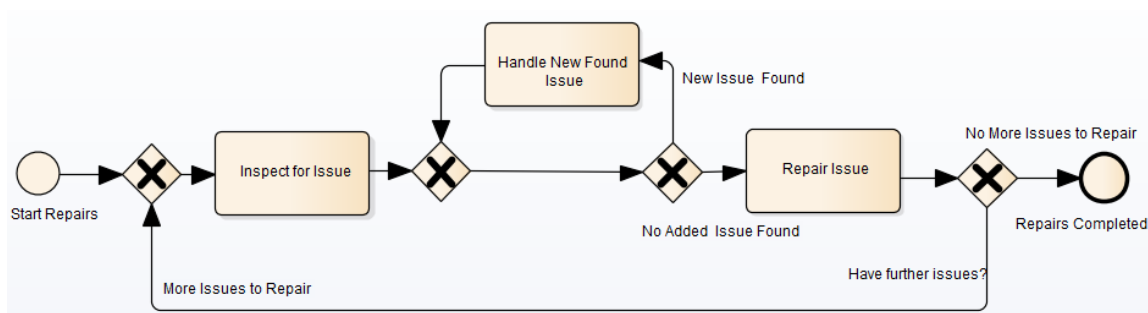 Handle New Found
Issue
New Issue Found
No More Issues to Repair
Inspect for Issue
Repair Issue
Start Repairs
No Added Issue Found
Repairs Completed
Have further issues?
More Issues to Repair